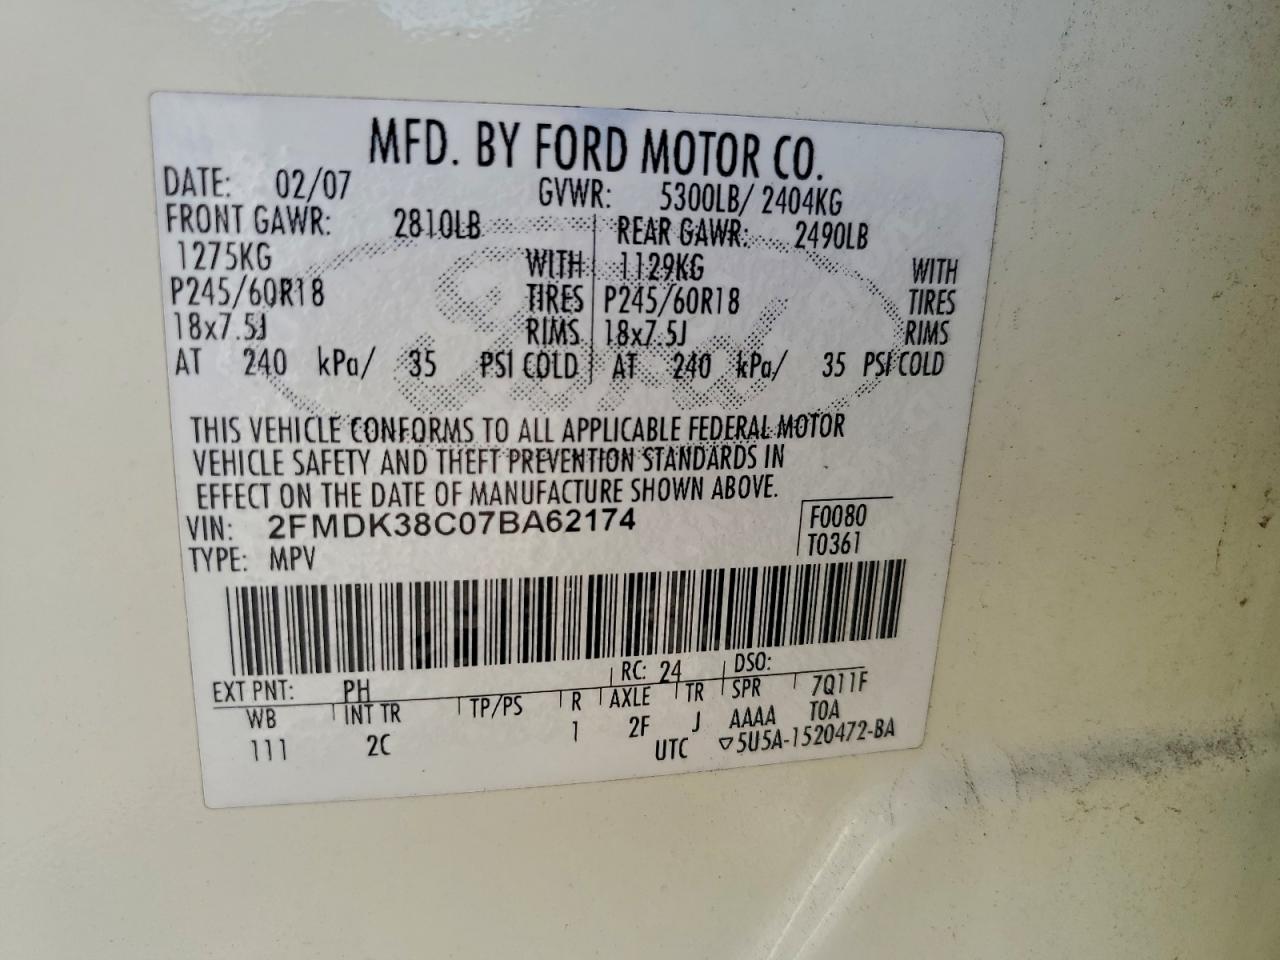 MFD. BY FORD MOTOR CO.
DATE: 02/07 GVWR: 5300LB/ 2404KG
FRONT GAWR: 2810LB REAR GAWR: 2490LB
1275KG WITH 1129KG WITH
P245/60R18 TIRES P245/60R18 TIRES
18x7.5J RIMS 18x7.5J RIMS
AT 240 kPa/ 35 PSI COLD AT 240 kPa/ 35 PSI COLD
THIS VEHICLE CONFORMS TO ALL APPLICABLE FEDERAL MOTOR
VEHICLE SAFETY AND THEFT PREVENTION STANDARDS IN
EFFECT ON THE DATE OF MANUFACTURE SHOWN ABOVE.
VIN: 2FMDK38C07BA62174 F0080
TYPE: MPV T0361
EXT PNT: PH RC: 24 DSO:
WB INT TR TP/PS R AXLE TR SPR 7Q11F
111 2C 1 2F J AAAA T0A
UTC ▽5U5A-1520472-BA